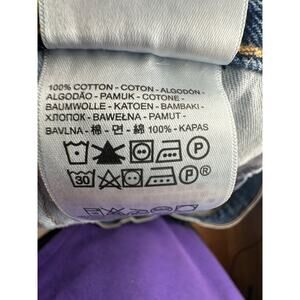 100% COTTON - COTON - ALGODÓN -
ALGODÃO - PAMUK - COTONE -
BAUMWOLLE - KATOEN - BAMBAKI -
ХЛОПОК - BAWEŁNA - PAMUT -
BAVLNA - 棉 - 면 - 綿 100% - KAPAS
P
30 P